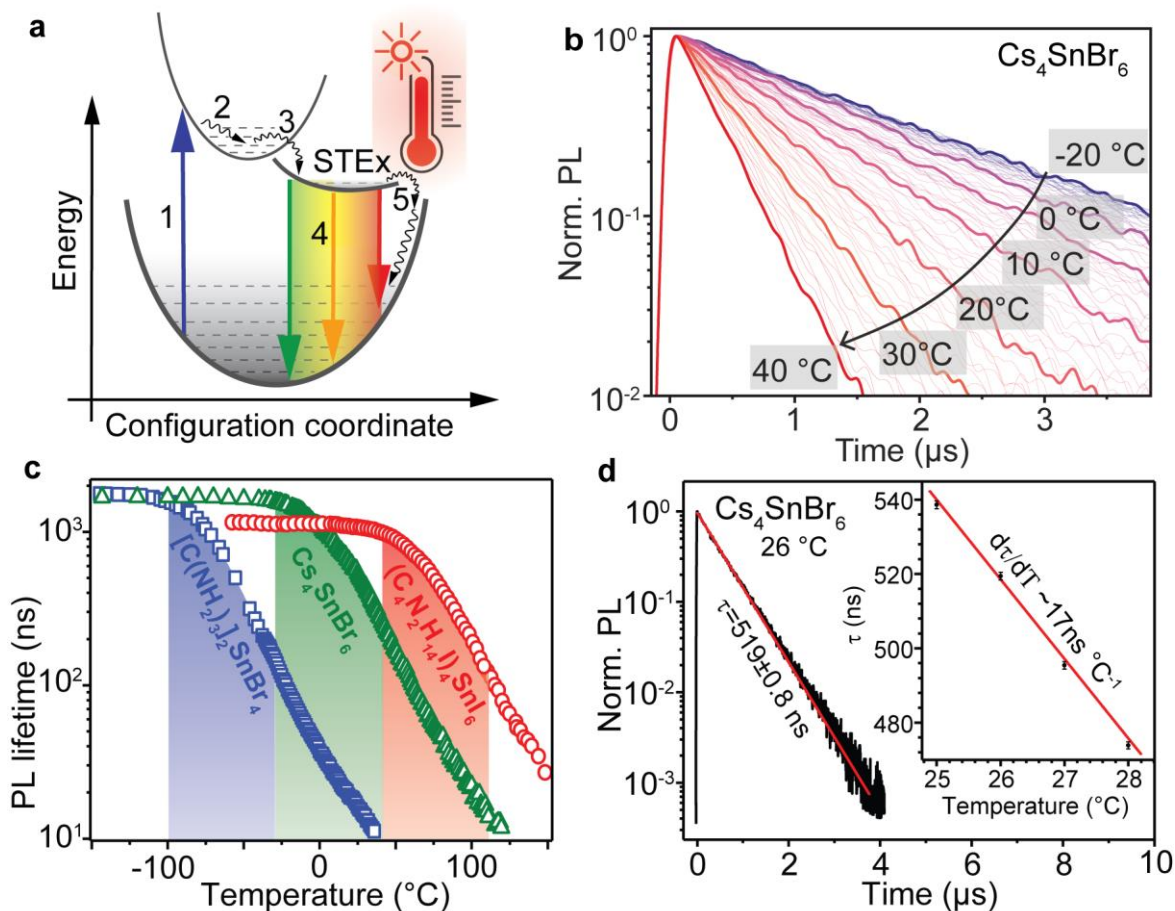 a
Energy
Configuration coordinate
1
2
3
STEx
4
5
b
Cs₄SnBr₆
Norm. PL
10⁰
10⁻¹
10⁻²
-20 °C
0 °C
10 °C
20°C
30°C
40 °C
1
2
3
0
Time (µs)
c
PL lifetime (ns)
10³
10²
10¹
[C(NH₂)₃]₂SnBr₄
Cs₄SnBr₆
(C₄N₂H₁₄I)₄SnI₆
-100
0
100
Temperature (°C)
d
Norm. PL
10⁰
10⁻¹
10⁻²
10⁻³
Cs₄SnBr₆
26 °C
τ=519±0.8 ns
0
2
4
6
8
10
Time (µs)
τ (ns)
540
520
500
480
dτ/dT ~17ns °C⁻¹
25
26
27
28
Temperature (°C)